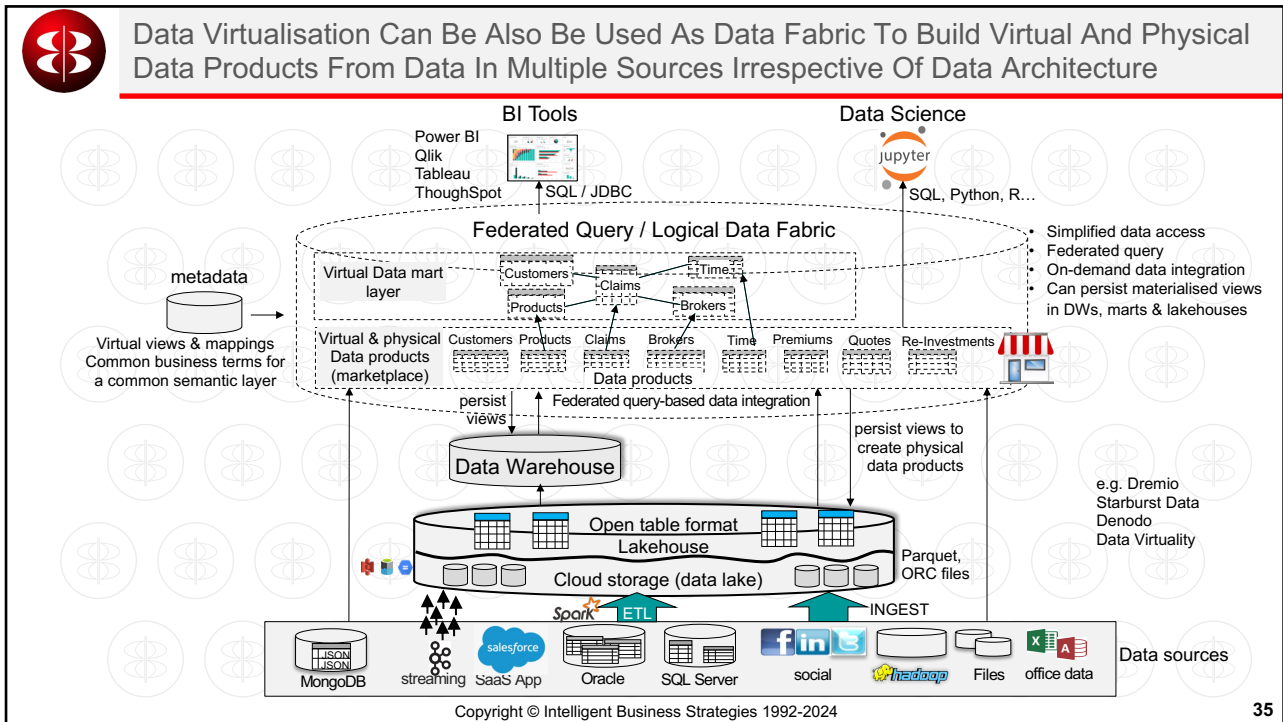 Data Virtualisation Can Be Also Be Used As Data Fabric To Build Virtual And Physical
Data Products From Data In Multiple Sources Irrespective Of Data Architecture
BI Tools
Data Science
Power BI
Qlik
Tableau
ThoughtSpot
SQL / JDBC
jupyter
SQL, Python, R…
Federated Query / Logical Data Fabric
• Simplified data access
• Federated query
• On-demand data integration
• Can persist materialised views
in DWs, marts & lakehouses
metadata
Virtual views & mappings
Common business terms for
a common semantic layer
Virtual Data mart
layer
Customers
Products
Claims
Time
Brokers
Virtual & physical
Data products
(marketplace)
Customers
Products
Claims
Brokers
Time
Premiums
Quotes
Re-Investments
Data products
Federated query-based data integration
persist
views
persist views to
create physical
data products
Data Warehouse
e.g. Dremio
Starburst Data
Denodo
Data Virtuality
Open table format
Lakehouse
Cloud storage (data lake)
Parquet,
ORC files
Spark
ETL
INGEST
JSON
JSON
MongoDB
streaming
salesforce
SaaS App
Oracle
SQL Server
f
in
social
hadoop
Files
X
A
office data
Data sources
Copyright © Intelligent Business Strategies 1992-2024
35